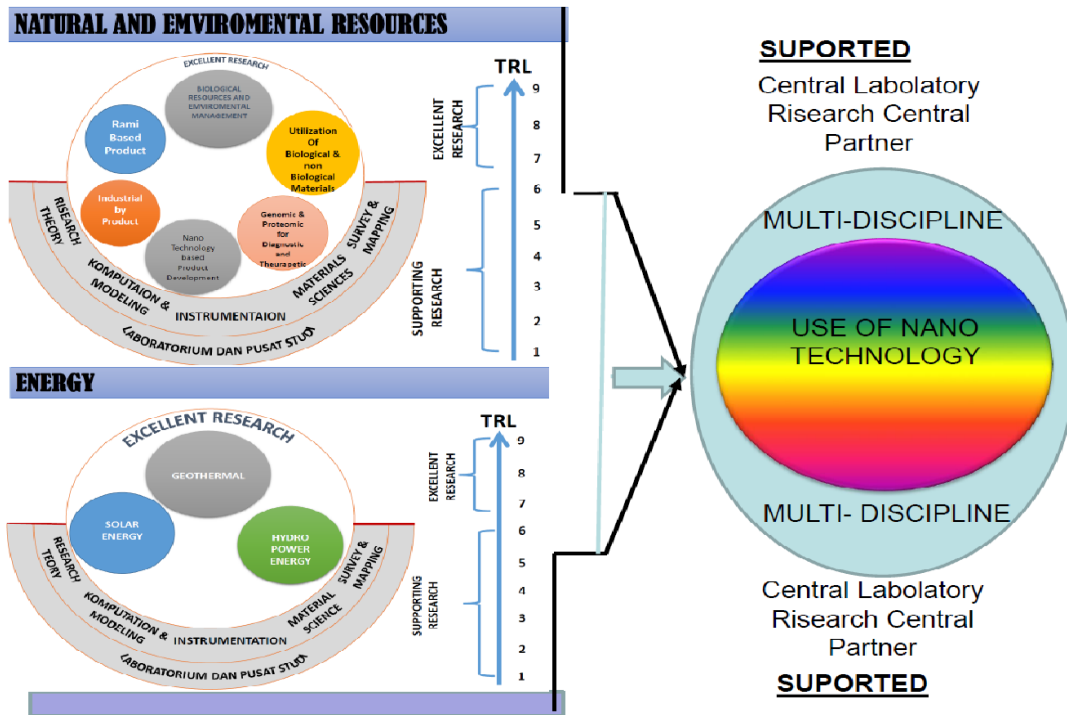 NATURAL AND EMVIROMENTAL RESOURCES
EXCELLENT RESEARCH
BIOLOGICAL
RESOURCES AND
EMVIROMENTAL
MANAGEMENT
Rami
Based
Product
Utilization
Of
Biological &
non
Biological
Materials
Industrial
by
Product
Nano
Technology
based
Product
Development
Genomic &
Proteomic
for
Diagnostic
and
Theurapetic
RISEARCH
THEORY
KOMPUTAION &
MODELING
INSTRUMENTAION
MATERIALS
SCIENCES
SURVEY &
MAPPING
LABORATORIUM DAN PUSAT STUDI
TRL
EXCELLENT
RESEARCH
SUPPORTING
RESEARCH
9
8
7
6
5
4
3
2
1
ENERGY
EXCELLENT RESEARCH
GEOTHERMAL
SOLAR
ENERGY
HYDRO
POWER
ENERGY
RESEARCH
TEORY
KOMPUTATION &
MODELING
INSTRUMENTATION
MATERIAL
SCIENCE
SURVEY &
MAPPING
LABORATORIUM DAN PUSAT STUDI
TRL
EXCELLENT
RESEARCH
SUPPORTING
RESEARCH
9
8
7
6
5
4
3
2
1
SUPORTED
Central Labolatory
Risearch Central
Partner
MULTI-DISCIPLINE
USE OF NANO
TECHNOLOGY
MULTI- DISCIPLINE
Central Labolatory
Risearch Central
Partner
SUPORTED